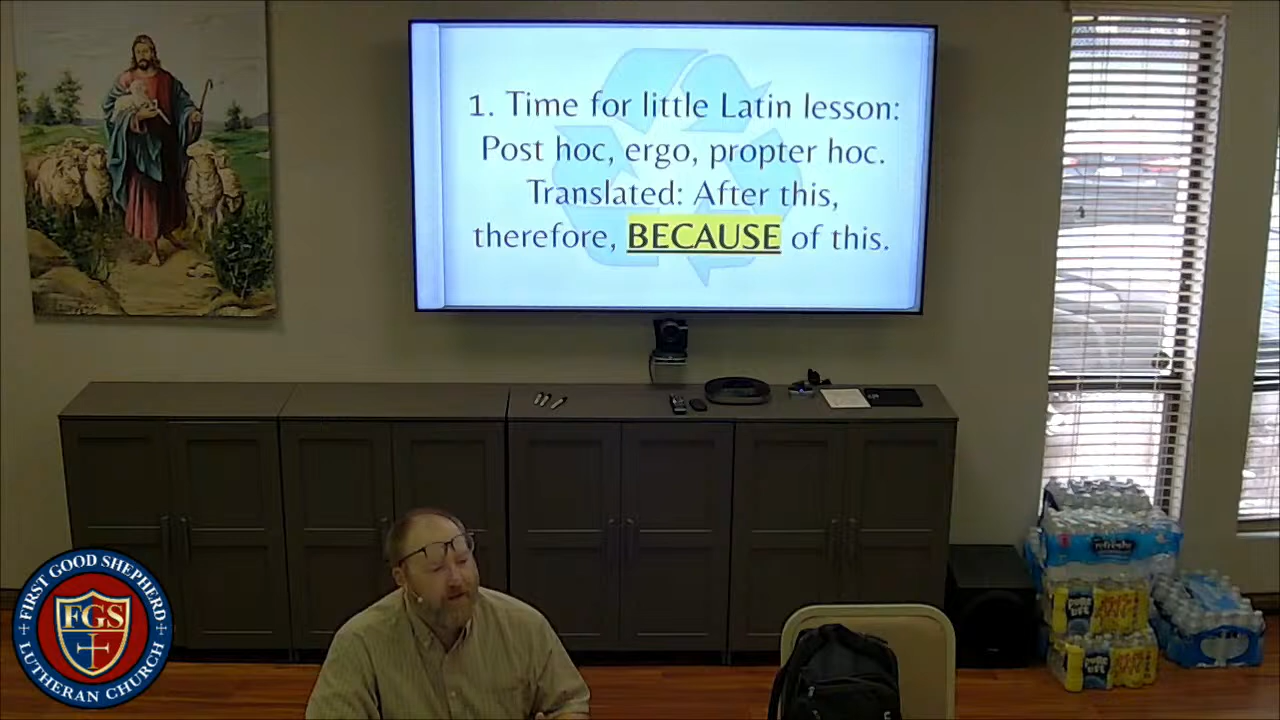 1. Time for little Latin lesson:
Post hoc, ergo, propter hoc.
Translated: After this,
therefore, BECAUSE of this.
FIRST GOOD SHEPHERD
FGS
LUTHERAN CHURCH
refreshe